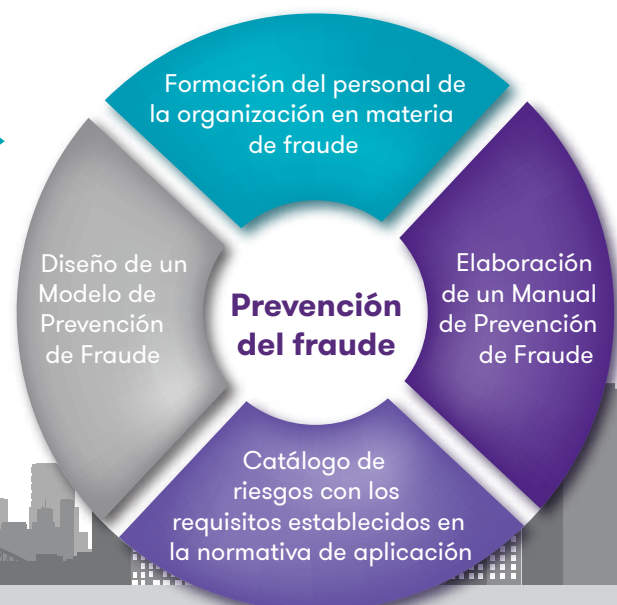 Formación del personal de
la organización en materia
de fraude
Diseño de un
Modelo de
Prevención
de Fraude
Prevención
del fraude
Elaboración
de un Manual
de Prevención
de Fraude
Catálogo de
riesgos con los
requisitos establecidos en
la normativa de aplicación